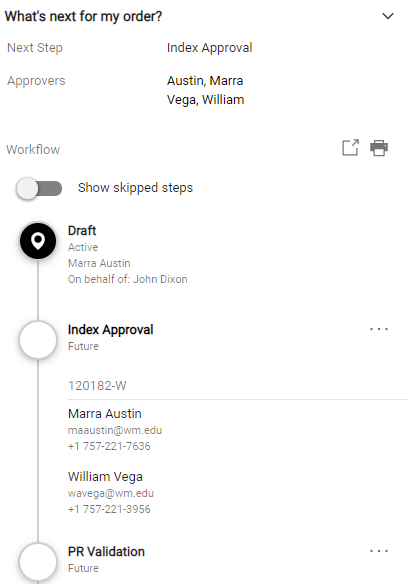 What's next for my order?
Next Step Index Approval
Approvers Austin, Marra
Vega, William
Workflow
Show skipped steps
Draft
Active
Marra Austin
On behalf of: John Dixon
Index Approval
Future
120182-W
Marra Austin
maaustin@wm.edu
+1 757-221-7636
William Vega
wavega@wm.edu
+1 757-221-3956
PR Validation
Future